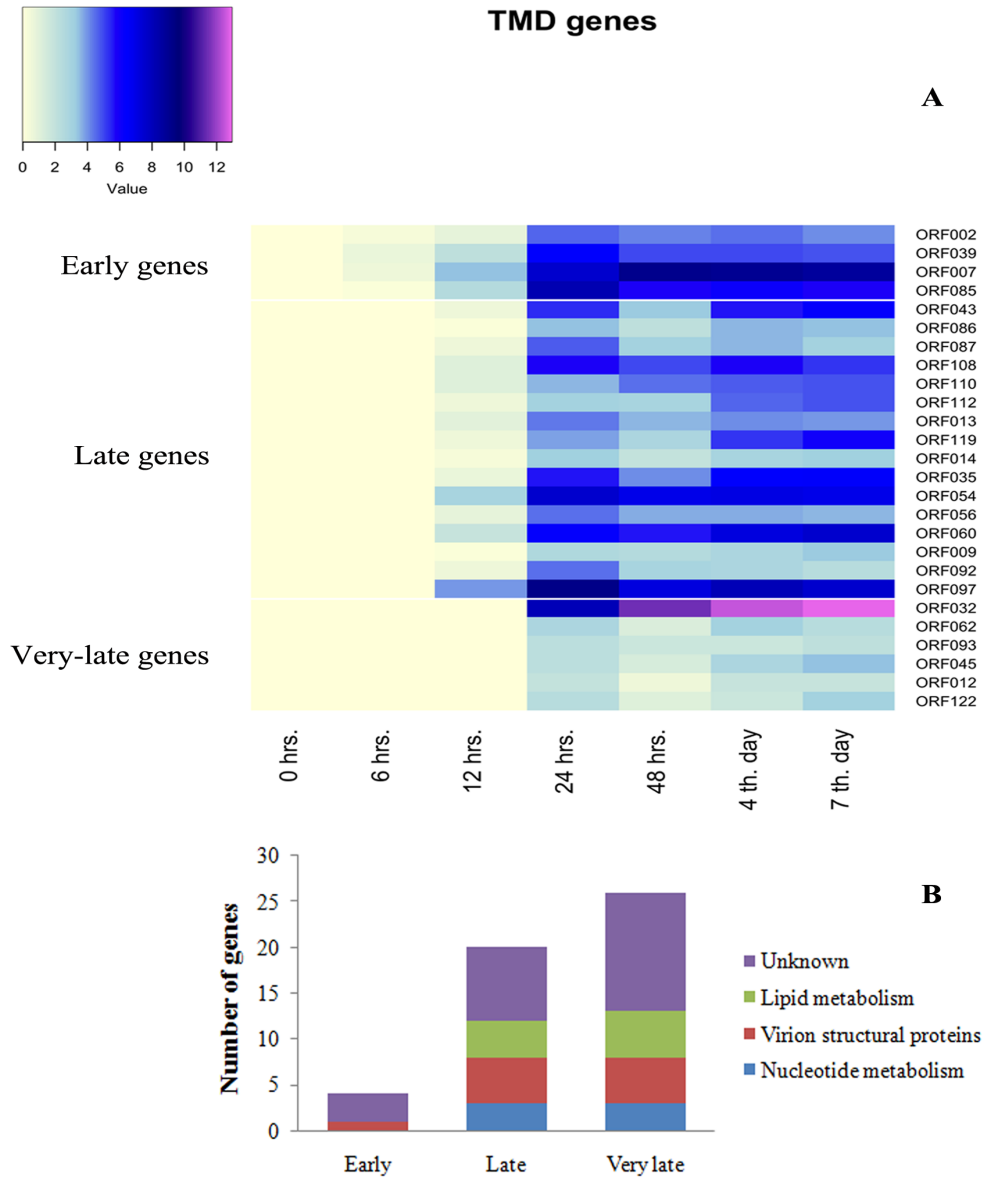 TMD genes
A
0 2 4 6 8 10 12
Value
Early genes
Late genes
Very-late genes
ORF002
ORF039
ORF007
ORF085
ORF043
ORF086
ORF087
ORF108
ORF110
ORF112
ORF013
ORF119
ORF014
ORF035
ORF054
ORF056
ORF060
ORF009
ORF092
ORF097
ORF032
ORF062
ORF093
ORF045
ORF012
ORF122
0 hrs.
6 hrs.
12 hrs.
24 hrs.
48 hrs.
4 th. day
7 th. day
B
Number of genes
30
25
20
15
10
5
0
Early
Late
Very late
Unknown
Lipid metabolism
Virion structural proteins
Nucleotide metabolism